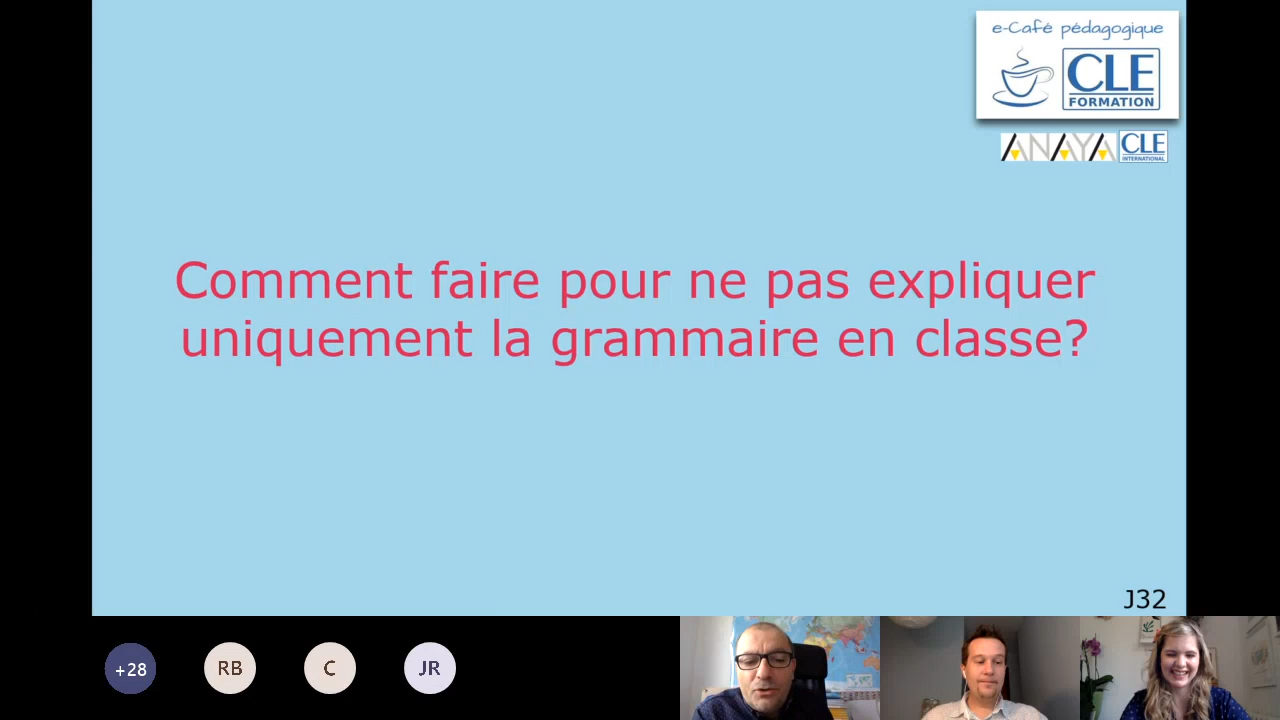 e-Café pédagogique
CLE
FORMATION
ANAYA CLE
INTERNATIONAL
Comment faire pour ne pas expliquer
uniquement la grammaire en classe?
J32
+28 RB C JR